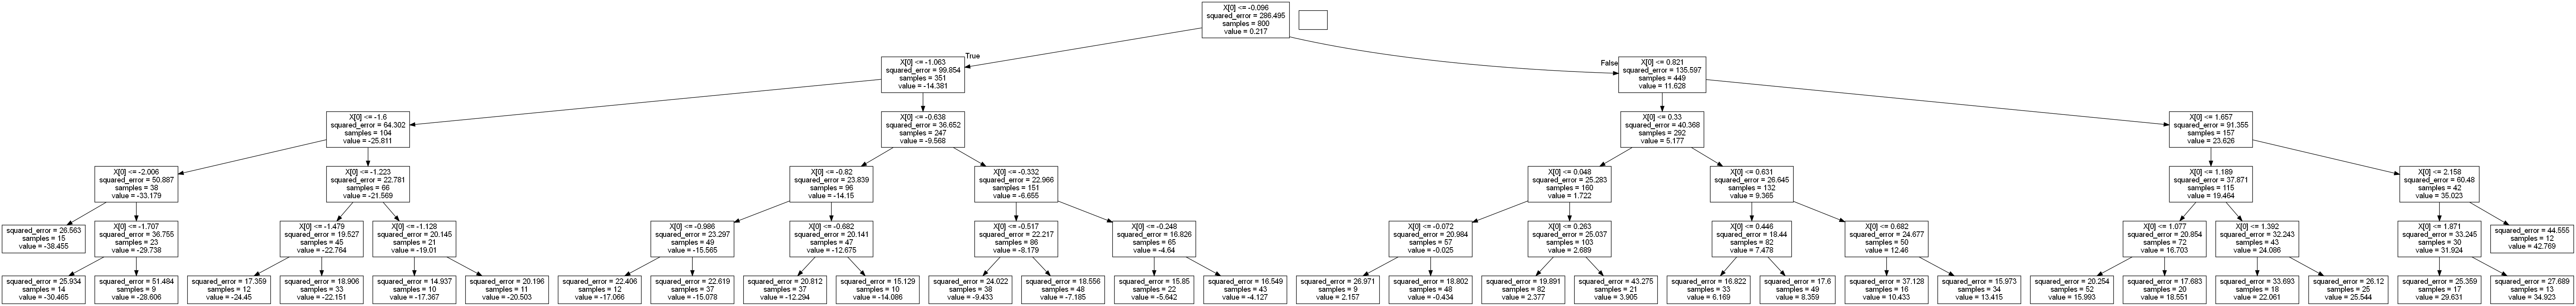 X[0] <= -0.096
squared_error = 286.495
samples = 800
value = 0.217
True
False
X[0] <= -1.063
squared_error = 99.854
samples = 351
value = -14.381
X[0] <= 0.821
squared_error = 135.597
samples = 449
value = 11.628
X[0] <= -1.6
squared_error = 64.302
samples = 104
value = -25.811
X[0] <= -0.638
squared_error = 36.652
samples = 247
value = -9.568
X[0] <= 0.33
squared_error = 40.368
samples = 292
value = 5.177
X[0] <= 1.657
squared_error = 91.355
samples = 157
value = 23.626
X[0] <= -2.006
squared_error = 50.887
samples = 38
value = -33.179
X[0] <= -1.223
squared_error = 22.781
samples = 66
value = -21.569
X[0] <= -0.82
squared_error = 23.839
samples = 96
value = -14.15
X[0] <= -0.332
squared_error = 22.966
samples = 151
value = -6.655
X[0] <= 0.048
squared_error = 25.283
samples = 160
value = 1.722
X[0] <= 0.631
squared_error = 26.645
samples = 132
value = 9.365
X[0] <= 1.189
squared_error = 37.871
samples = 115
value = 19.464
X[0] <= 2.158
squared_error = 60.48
samples = 42
value = 35.023
squared_error = 26.563
samples = 15
value = -38.455
X[0] <= -1.707
squared_error = 36.755
samples = 23
value = -29.738
X[0] <= -1.479
squared_error = 19.527
samples = 45
value = -22.764
X[0] <= -1.128
squared_error = 20.145
samples = 21
value = -19.01
X[0] <= -0.986
squared_error = 23.297
samples = 49
value = -15.565
X[0] <= -0.682
squared_error = 20.141
samples = 47
value = -12.675
X[0] <= -0.517
squared_error = 22.217
samples = 86
value = -8.179
X[0] <= -0.248
squared_error = 16.826
samples = 65
value = -4.64
X[0] <= -0.072
squared_error = 20.984
samples = 57
value = -0.025
X[0] <= 0.263
squared_error = 25.037
samples = 103
value = 2.689
X[0] <= 0.446
squared_error = 18.44
samples = 82
value = 7.478
X[0] <= 0.682
squared_error = 24.677
samples = 50
value = 12.46
X[0] <= 1.077
squared_error = 20.854
samples = 72
value = 16.703
X[0] <= 1.392
squared_error = 32.243
samples = 43
value = 24.086
X[0] <= 1.871
squared_error = 33.245
samples = 30
value = 31.924
squared_error = 44.555
samples = 12
value = 42.769
squared_error = 25.934
samples = 14
value = -30.465
squared_error = 51.484
samples = 9
value = -28.606
squared_error = 17.359
samples = 12
value = -24.45
squared_error = 18.906
samples = 33
value = -22.151
squared_error = 14.937
samples = 10
value = -17.367
squared_error = 20.196
samples = 11
value = -20.503
squared_error = 22.406
samples = 12
value = -17.066
squared_error = 22.619
samples = 37
value = -15.078
squared_error = 20.812
samples = 37
value = -12.294
squared_error = 15.129
samples = 10
value = -14.086
squared_error = 24.022
samples = 38
value = -9.433
squared_error = 18.556
samples = 48
value = -7.185
squared_error = 15.85
samples = 22
value = -5.642
squared_error = 16.549
samples = 43
value = -4.127
squared_error = 26.971
samples = 9
value = 2.157
squared_error = 18.802
samples = 48
value = -0.434
squared_error = 19.891
samples = 82
value = 2.377
squared_error = 43.275
samples = 21
value = 3.905
squared_error = 16.822
samples = 33
value = 6.169
squared_error = 17.6
samples = 49
value = 8.359
squared_error = 37.128
samples = 16
value = 10.433
squared_error = 15.973
samples = 34
value = 13.415
squared_error = 20.254
samples = 52
value = 15.993
squared_error = 17.683
samples = 20
value = 18.551
squared_error = 33.693
samples = 18
value = 22.061
squared_error = 26.12
samples = 25
value = 25.544
squared_error = 25.359
samples = 17
value = 29.631
squared_error = 27.688
samples = 13
value = 34.923